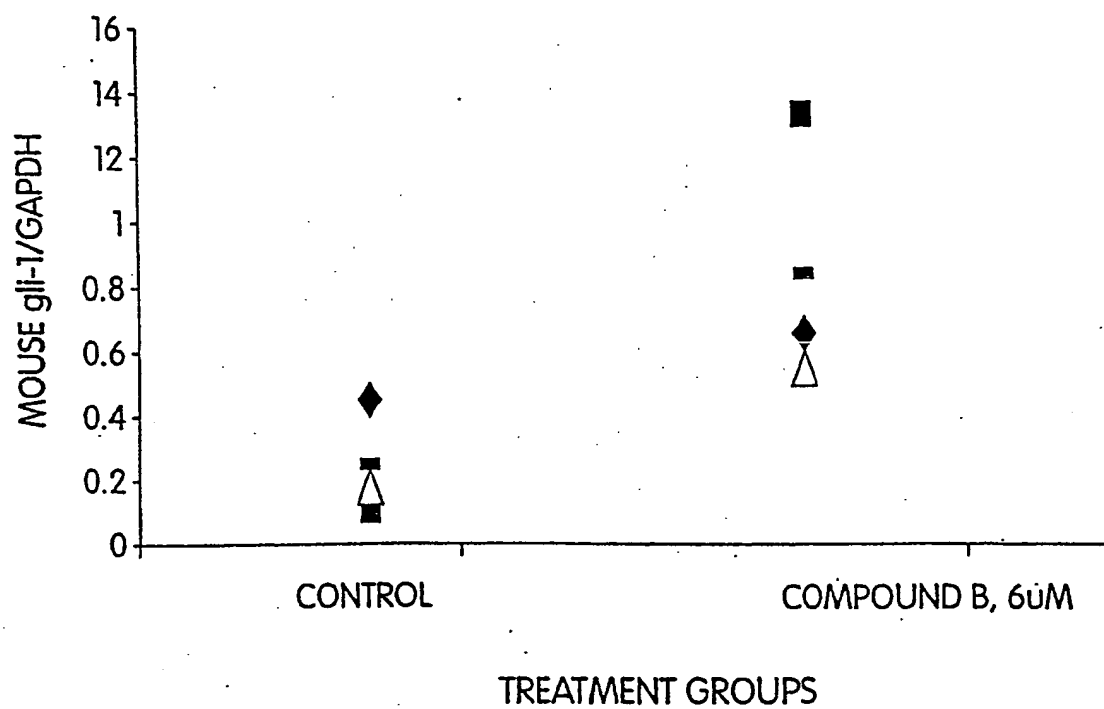 16
14
12
1
0.8
0.6
0.4
0.2
0
MOUSE gli-1/GAPDH
CONTROL
COMPOUND B, 6uM
TREATMENT GROUPS